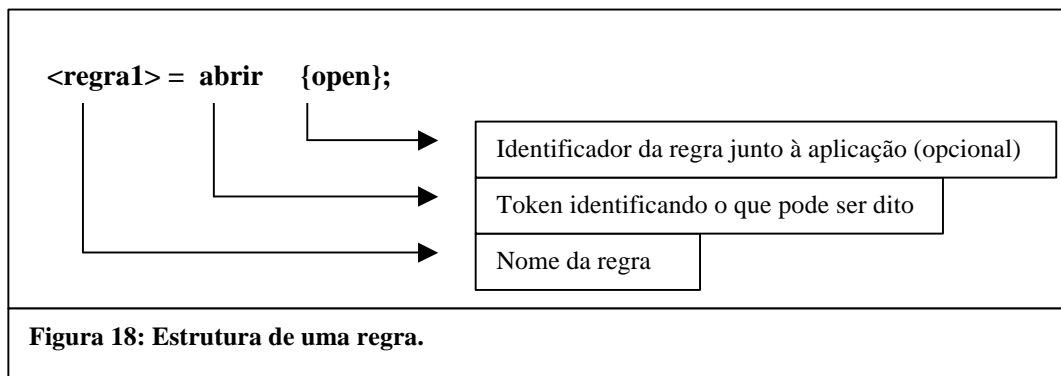 <regra1> = abrir {open};
Identificador da regra junto à aplicação (opcional)
Token identificando o que pode ser dito
Nome da regra
Figura 18: Estrutura de uma regra.